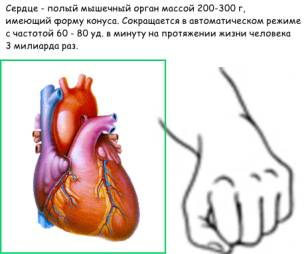 Сердце - полый мышечный орган массой 200-300 г,
имеющий форму конуса. Сокращается в автоматическом режиме
с частотой 60 - 80 уд. в минуту на протяжении жизни человека
3 милиарда раз.